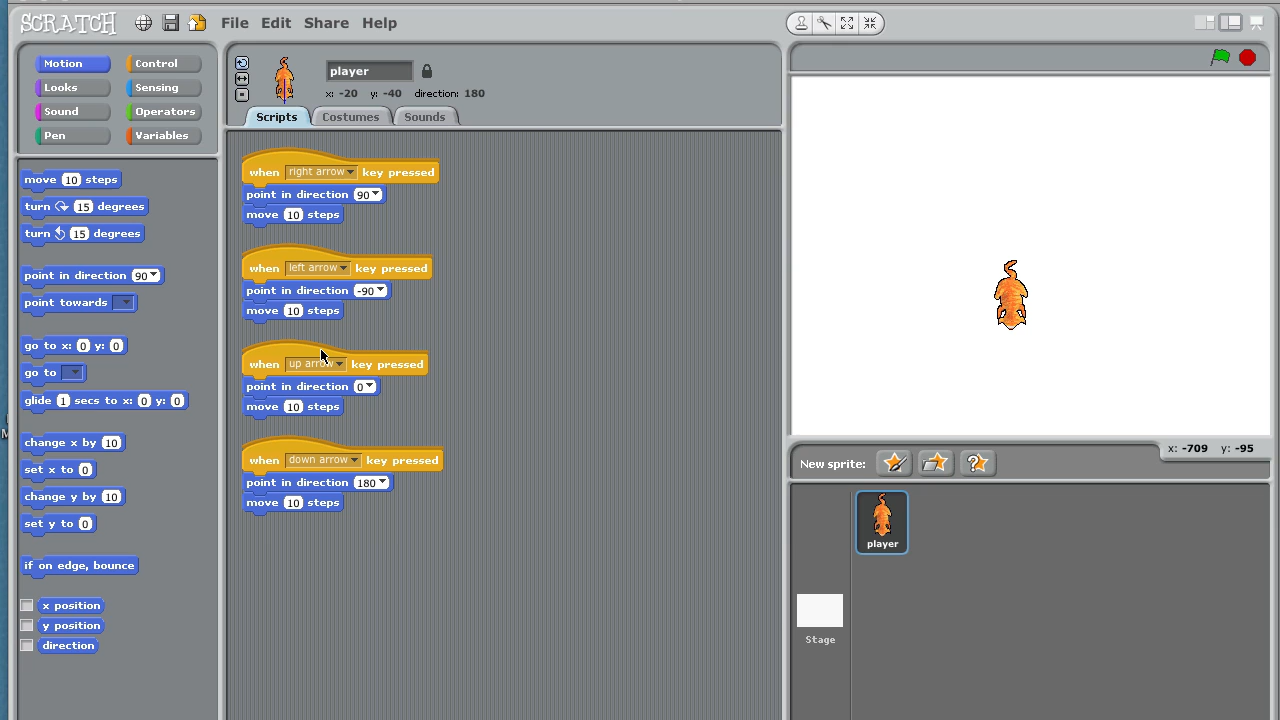 SCRATCH File Edit Share Help
Motion Control
Looks Sensing
Sound Operators
Pen Variables
player
x: -20 y: -40 direction: 180
Scripts Costumes Sounds
move 10 steps
turn 15 degrees
turn 15 degrees
point in direction 90
point towards
go to x: 0 y: 0
go to
glide 1 secs to x: 0 y: 0
change x by 10
set x to 0
change y by 10
set y to 0
if on edge, bounce
x position
y position
direction
when right arrow key pressed
point in direction 90
move 10 steps
when left arrow key pressed
point in direction -90
move 10 steps
when up arrow key pressed
point in direction 0
move 10 steps
when down arrow key pressed
point in direction 180
move 10 steps
x: -709 y: -95
New sprite:
player
Stage